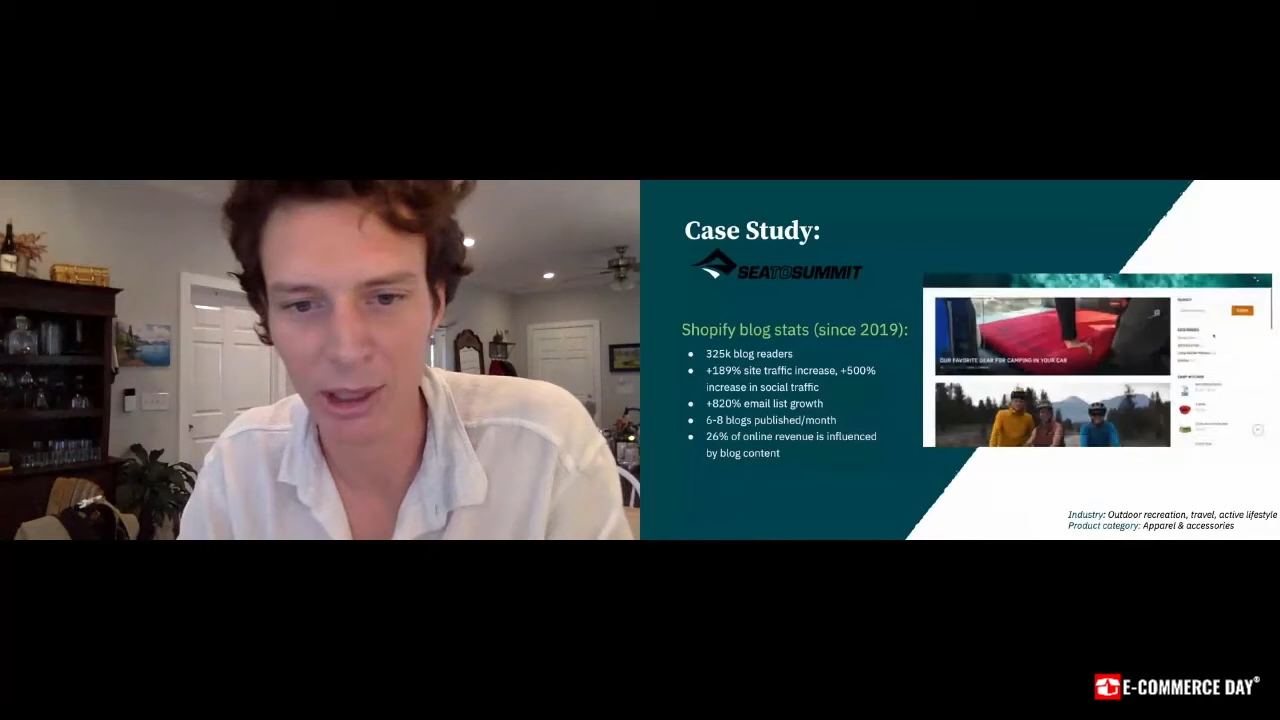 Case Study:
SEATOSUMMIT
Shopify blog stats (since 2019):
325k blog readers
+189% site traffic increase, +500%
increase in social traffic
+820% email list growth
6-8 blogs published/month
26% of online revenue is influenced
by blog content
OUR FAVORITE GEAR FOR CAMPING IN YOUR CAR
Industry: Outdoor recreation, travel, active lifestyle
Product category: Apparel & accessories
E-COMMERCE DAY®